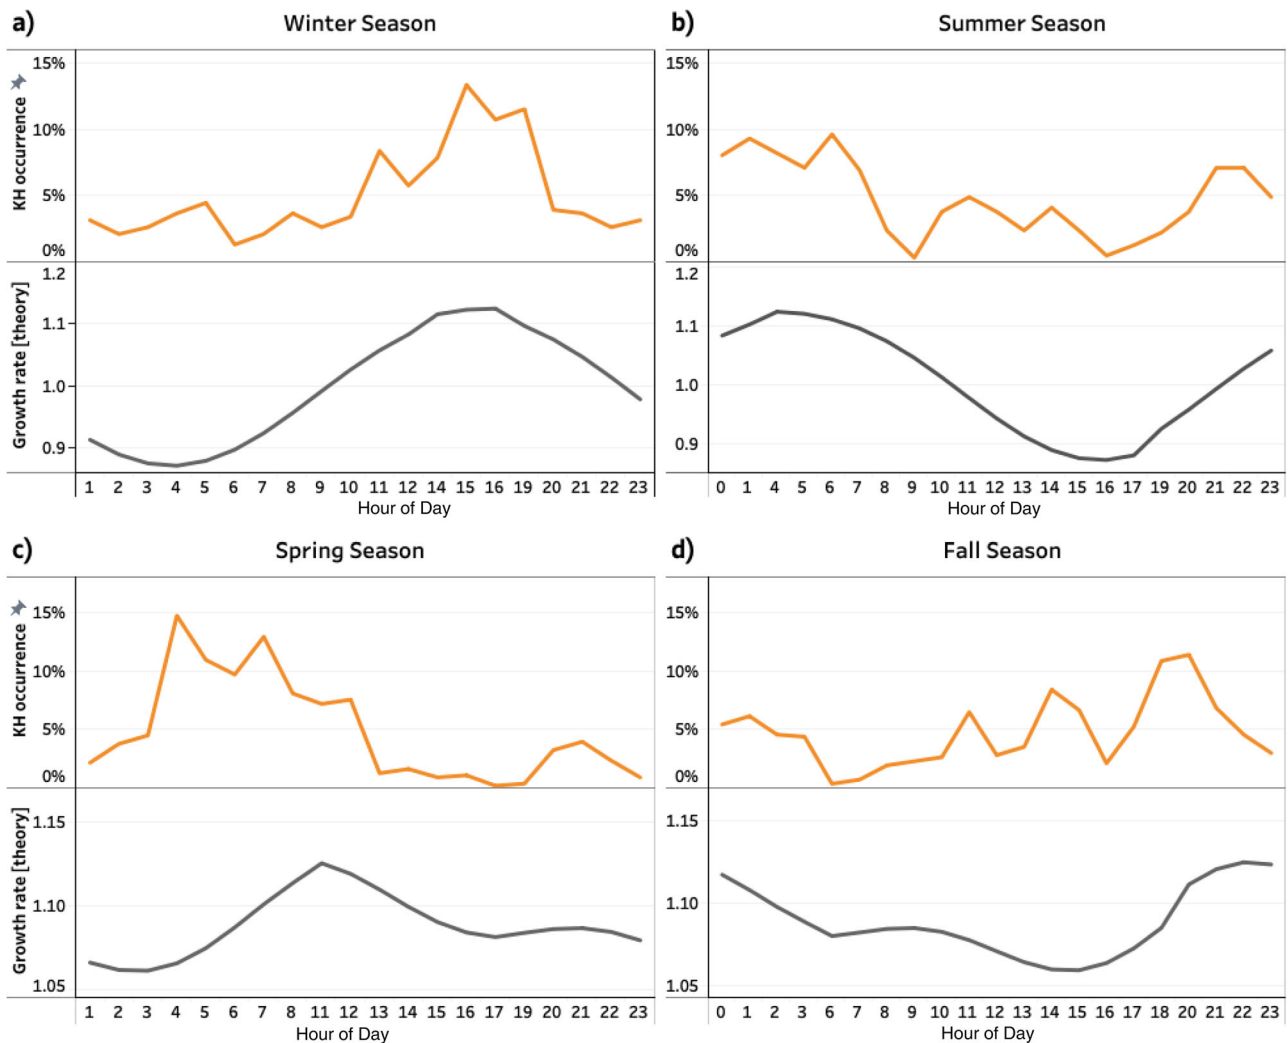 a)
Winter Season
KH occurrence
15%
10%
5%
0%
Growth rate [theory]
1.2
1.1
1.0
0.9
1 2 3 4 5 6 7 8 9 10 11 12 14 15 16 19 20 21 22 23
Hour of Day
b)
Summer Season
15%
10%
5%
0%
1.2
1.1
1.0
0.9
0 1 4 5 6 7 8 9 10 11 12 13 14 15 16 17 19 20 21 22 23
Hour of Day
c)
Spring Season
KH occurrence
15%
10%
5%
0%
Growth rate [theory]
1.15
1.10
1.05
1 2 3 4 5 6 7 8 11 12 13 14 15 16 17 19 20 21 22 23
Hour of Day
d)
Fall Season
15%
10%
5%
0%
1.15
1.10
1.05
0 1 2 3 6 7 8 9 10 11 12 13 14 15 16 17 18 20 21 22 23
Hour of Day